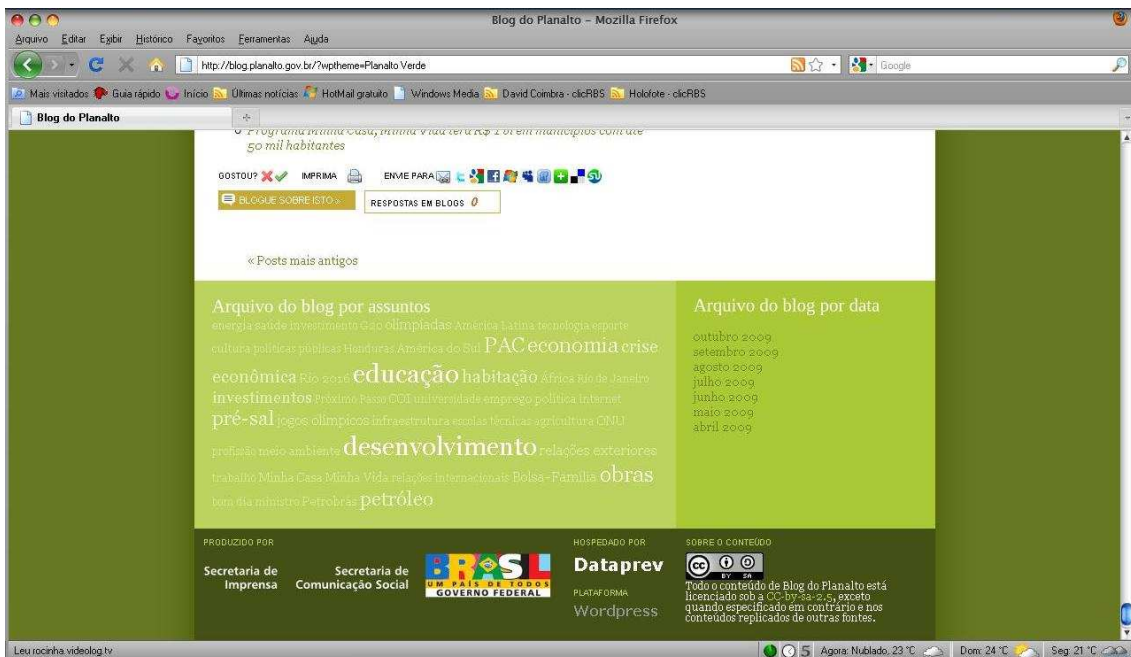 Blog do Planalto – Mozilla Firefox
Arquivo Editar Exibir Histórico Favoritos Ferramentas Ajuda
http://blog.planalto.gov.br/?wptheme=Planalto Verde
Google
Mais visitados Guia rápido Início Últimas notícias HotMail gratuito Windows Media David Coimbra - clicRBS Holofote - clicRBS
Blog do Planalto
Programa Minha Casa, Minha Vida terá R$ 1 bi em municípios com até
50 mil habitantes
GOSTOU? IMPRIMA ENVIE PARA
BLOGUE SOBRE ISTO »
RESPOSTAS EM BLOGS 0
« Posts mais antigos
Arquivo do blog por assuntos
energia saúde investimento G20 olimpíadas América Latina tecnologia esporte
cultura políticas públicas Honduras América do Sul PAC economia crise
econômica Rio 2016 educação habitação África Rio de Janeiro
investimentos Próximo Passo COI universidade emprego política internet
pré-sal jogos olímpicos infraestrutura escolas técnicas agricultura ONU
profissão meio ambiente desenvolvimento relações exteriores
trabalho Minha Casa Minha Vida relações internacionais Bolsa-Família obras
bom dia ministro Petrobrás petróleo
Arquivo do blog por data
outubro 2009
setembro 2009
agosto 2009
julho 2009
junho 2009
maio 2009
abril 2009
PRODUZIDO POR
Secretaria de
Imprensa
Secretaria de
Comunicação Social
BRASIL
UM PAÍS DE TODOS
GOVERNO FEDERAL
HOSPEDADO POR
Dataprev
PLATAFORMA
Wordpress
SOBRE O CONTEÚDO
cc
BY SA
Todo o conteúdo de Blog do Planalto está
licenciado sob a CC-by-sa-2.5, exceto
quando especificado em contrário e nos
conteúdos replicados de outras fontes.
Leu rocinha.videolog.tv
5 Agora: Nublado, 23 °C Dom: 24 °C Seg: 21 °C